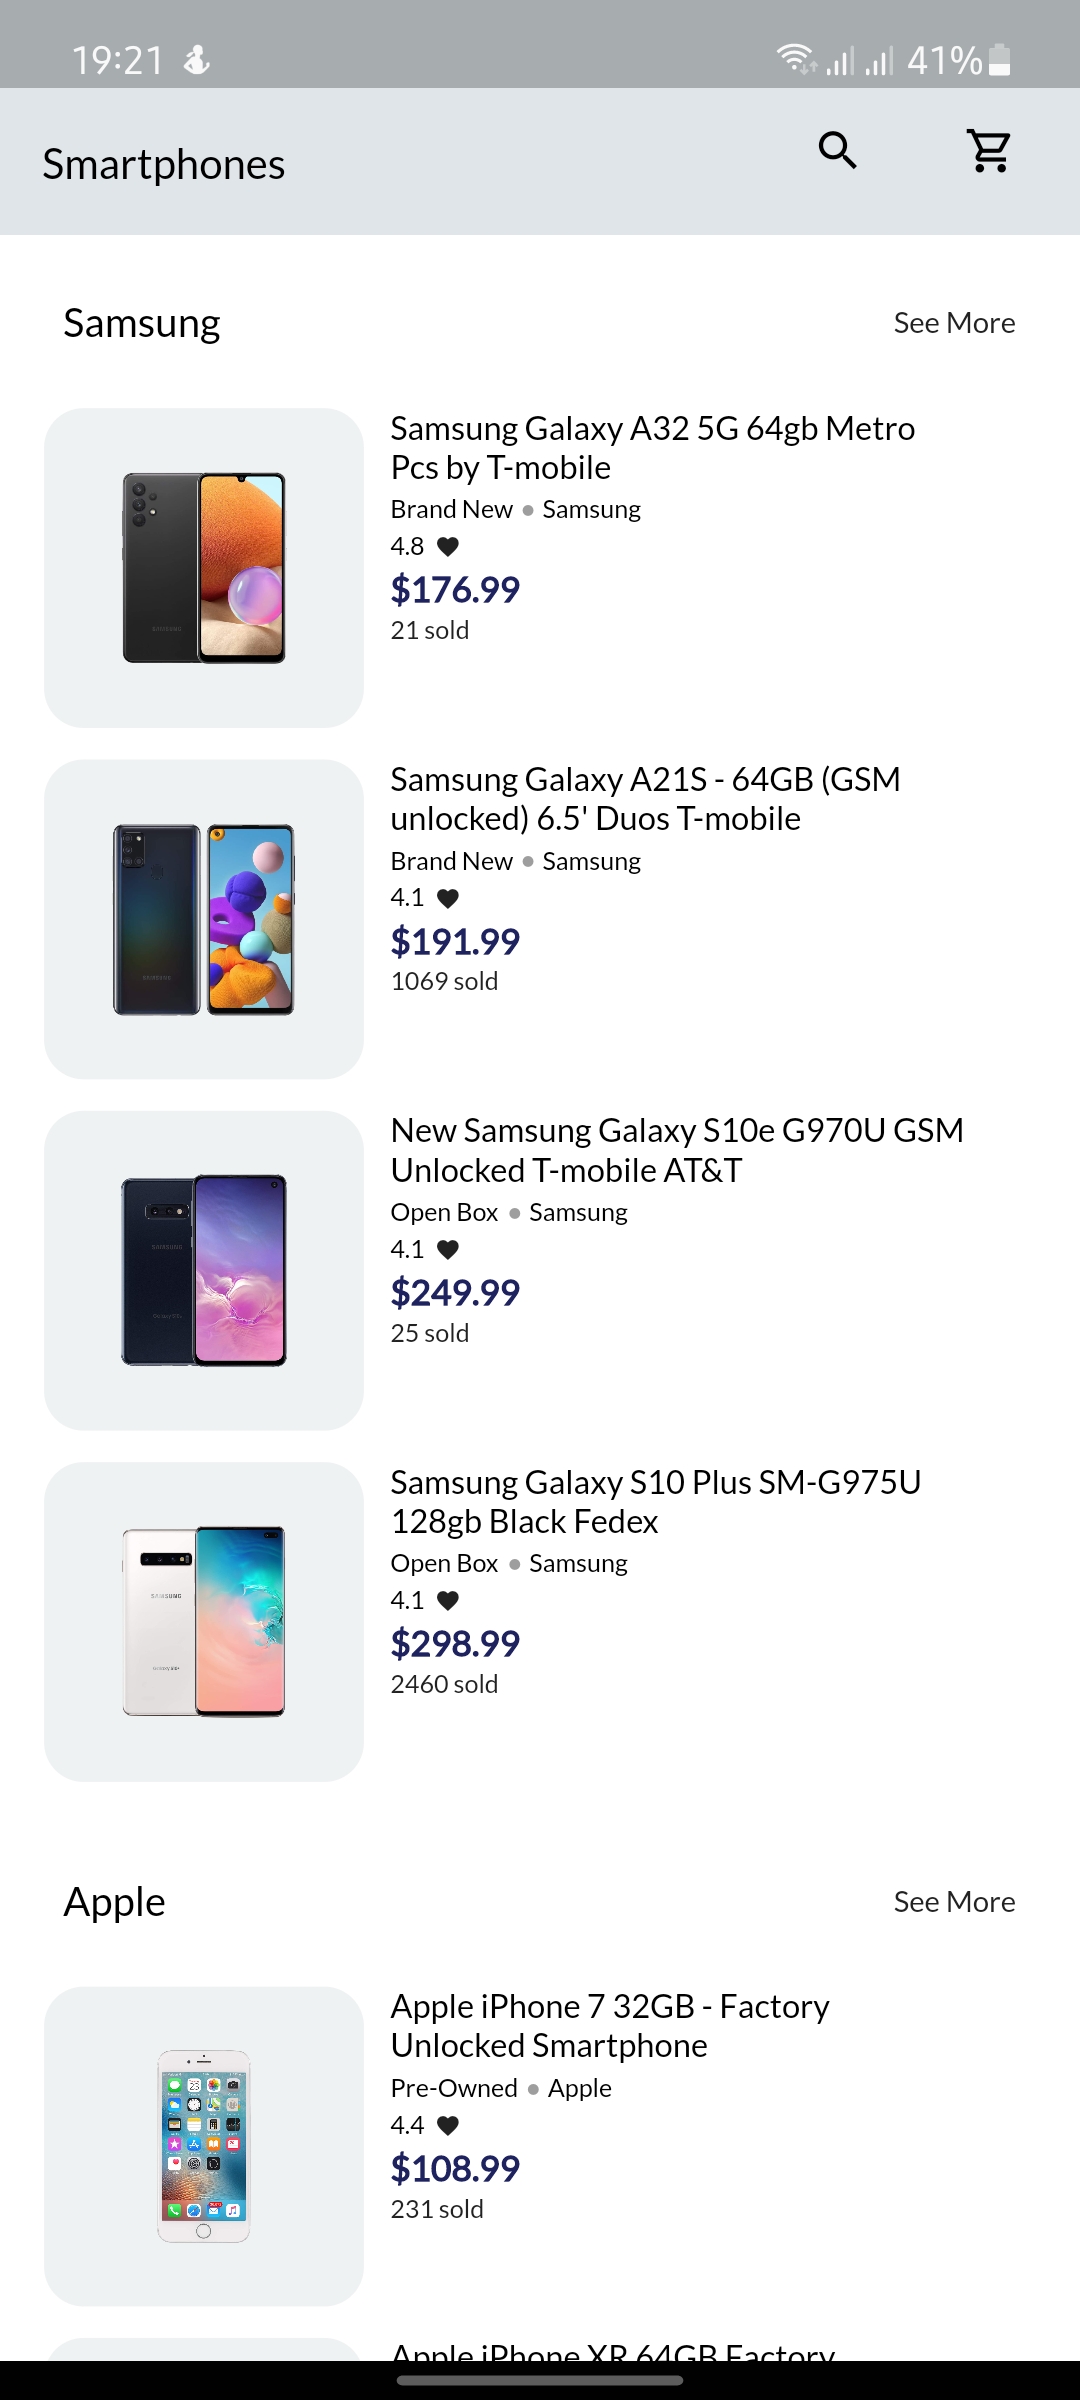 19:21
41%
Smartphones
Samsung
See More
Samsung Galaxy A32 5G 64gb Metro
Pcs by T-mobile
Brand New • Samsung
4.8
$176.99
21 sold
Samsung Galaxy A21S - 64GB (GSM
unlocked) 6.5' Duos T-mobile
Brand New • Samsung
4.1
$191.99
1069 sold
New Samsung Galaxy S10e G970U GSM
Unlocked T-mobile AT&T
Open Box • Samsung
4.1
$249.99
25 sold
Samsung Galaxy S10 Plus SM-G975U
128gb Black Fedex
Open Box • Samsung
4.1
$298.99
2460 sold
Apple
See More
Apple iPhone 7 32GB - Factory
Unlocked Smartphone
Pre-Owned • Apple
4.4
$108.99
231 sold
Apple iPhone XR 64GB Factory